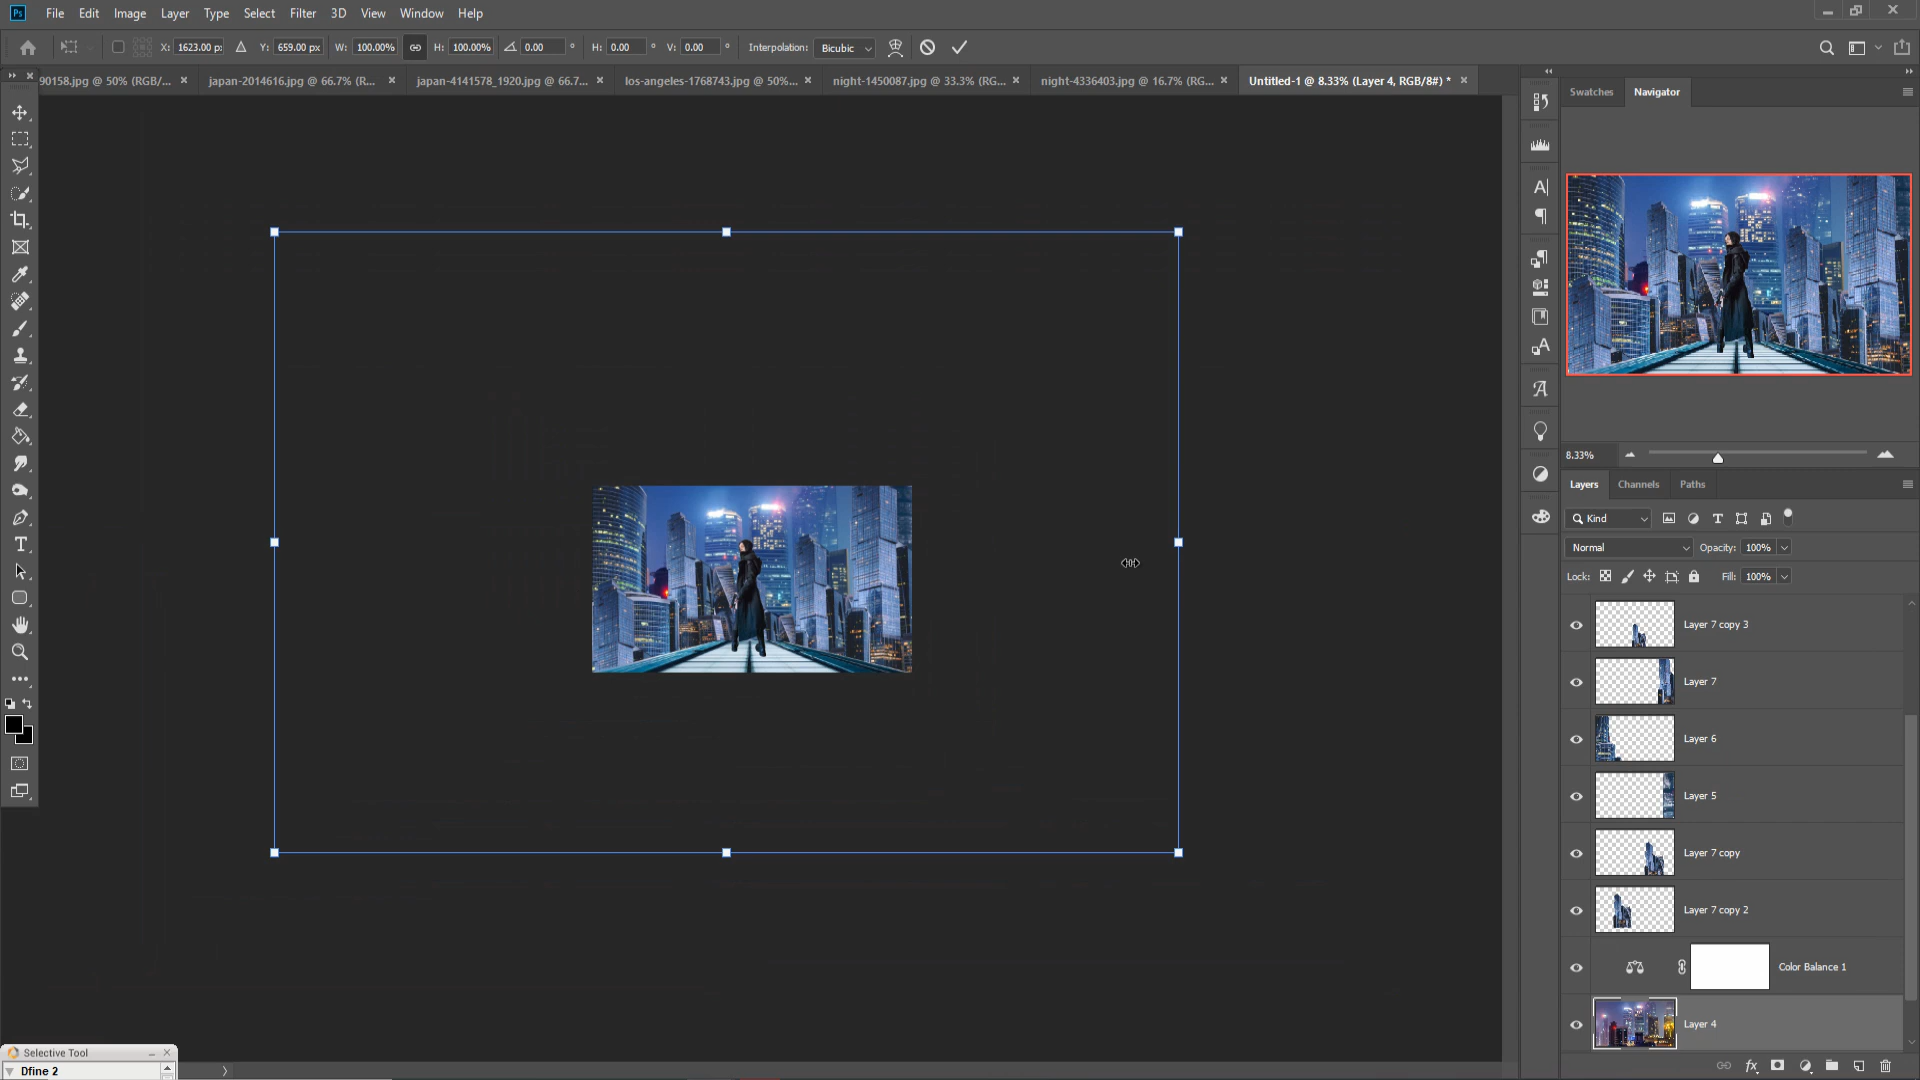 Ps File Edit Image Layer Type Select Filter 3D View Window Help
X: 1623.00 px Y: 659.00 px W: 100.00% H: 100.00% 0.00 ° H: 0.00 ° V: 0.00 ° Interpolation: Bicubic
90158.jpg @ 50% (RGB/... × japan-2014616.jpg @ 66.7% (R... × japan-4141578_1920.jpg @ 66.7... × los-angeles-1768743.jpg @ 50%... × night-1450087.jpg @ 33.3% (RG... × night-4336403.jpg @ 16.7% (RG... × Untitled-1 @ 8.33% (Layer 4, RGB/8#) * ×
Swatches Navigator
8.33%
Layers Channels Paths
Kind
Normal Opacity: 100%
Lock: Fill: 100%
Layer 7 copy 3
Layer 7
Layer 6
Layer 5
Layer 7 copy
Layer 7 copy 2
Color Balance 1
Layer 4
Selective Tool
Dfine 2